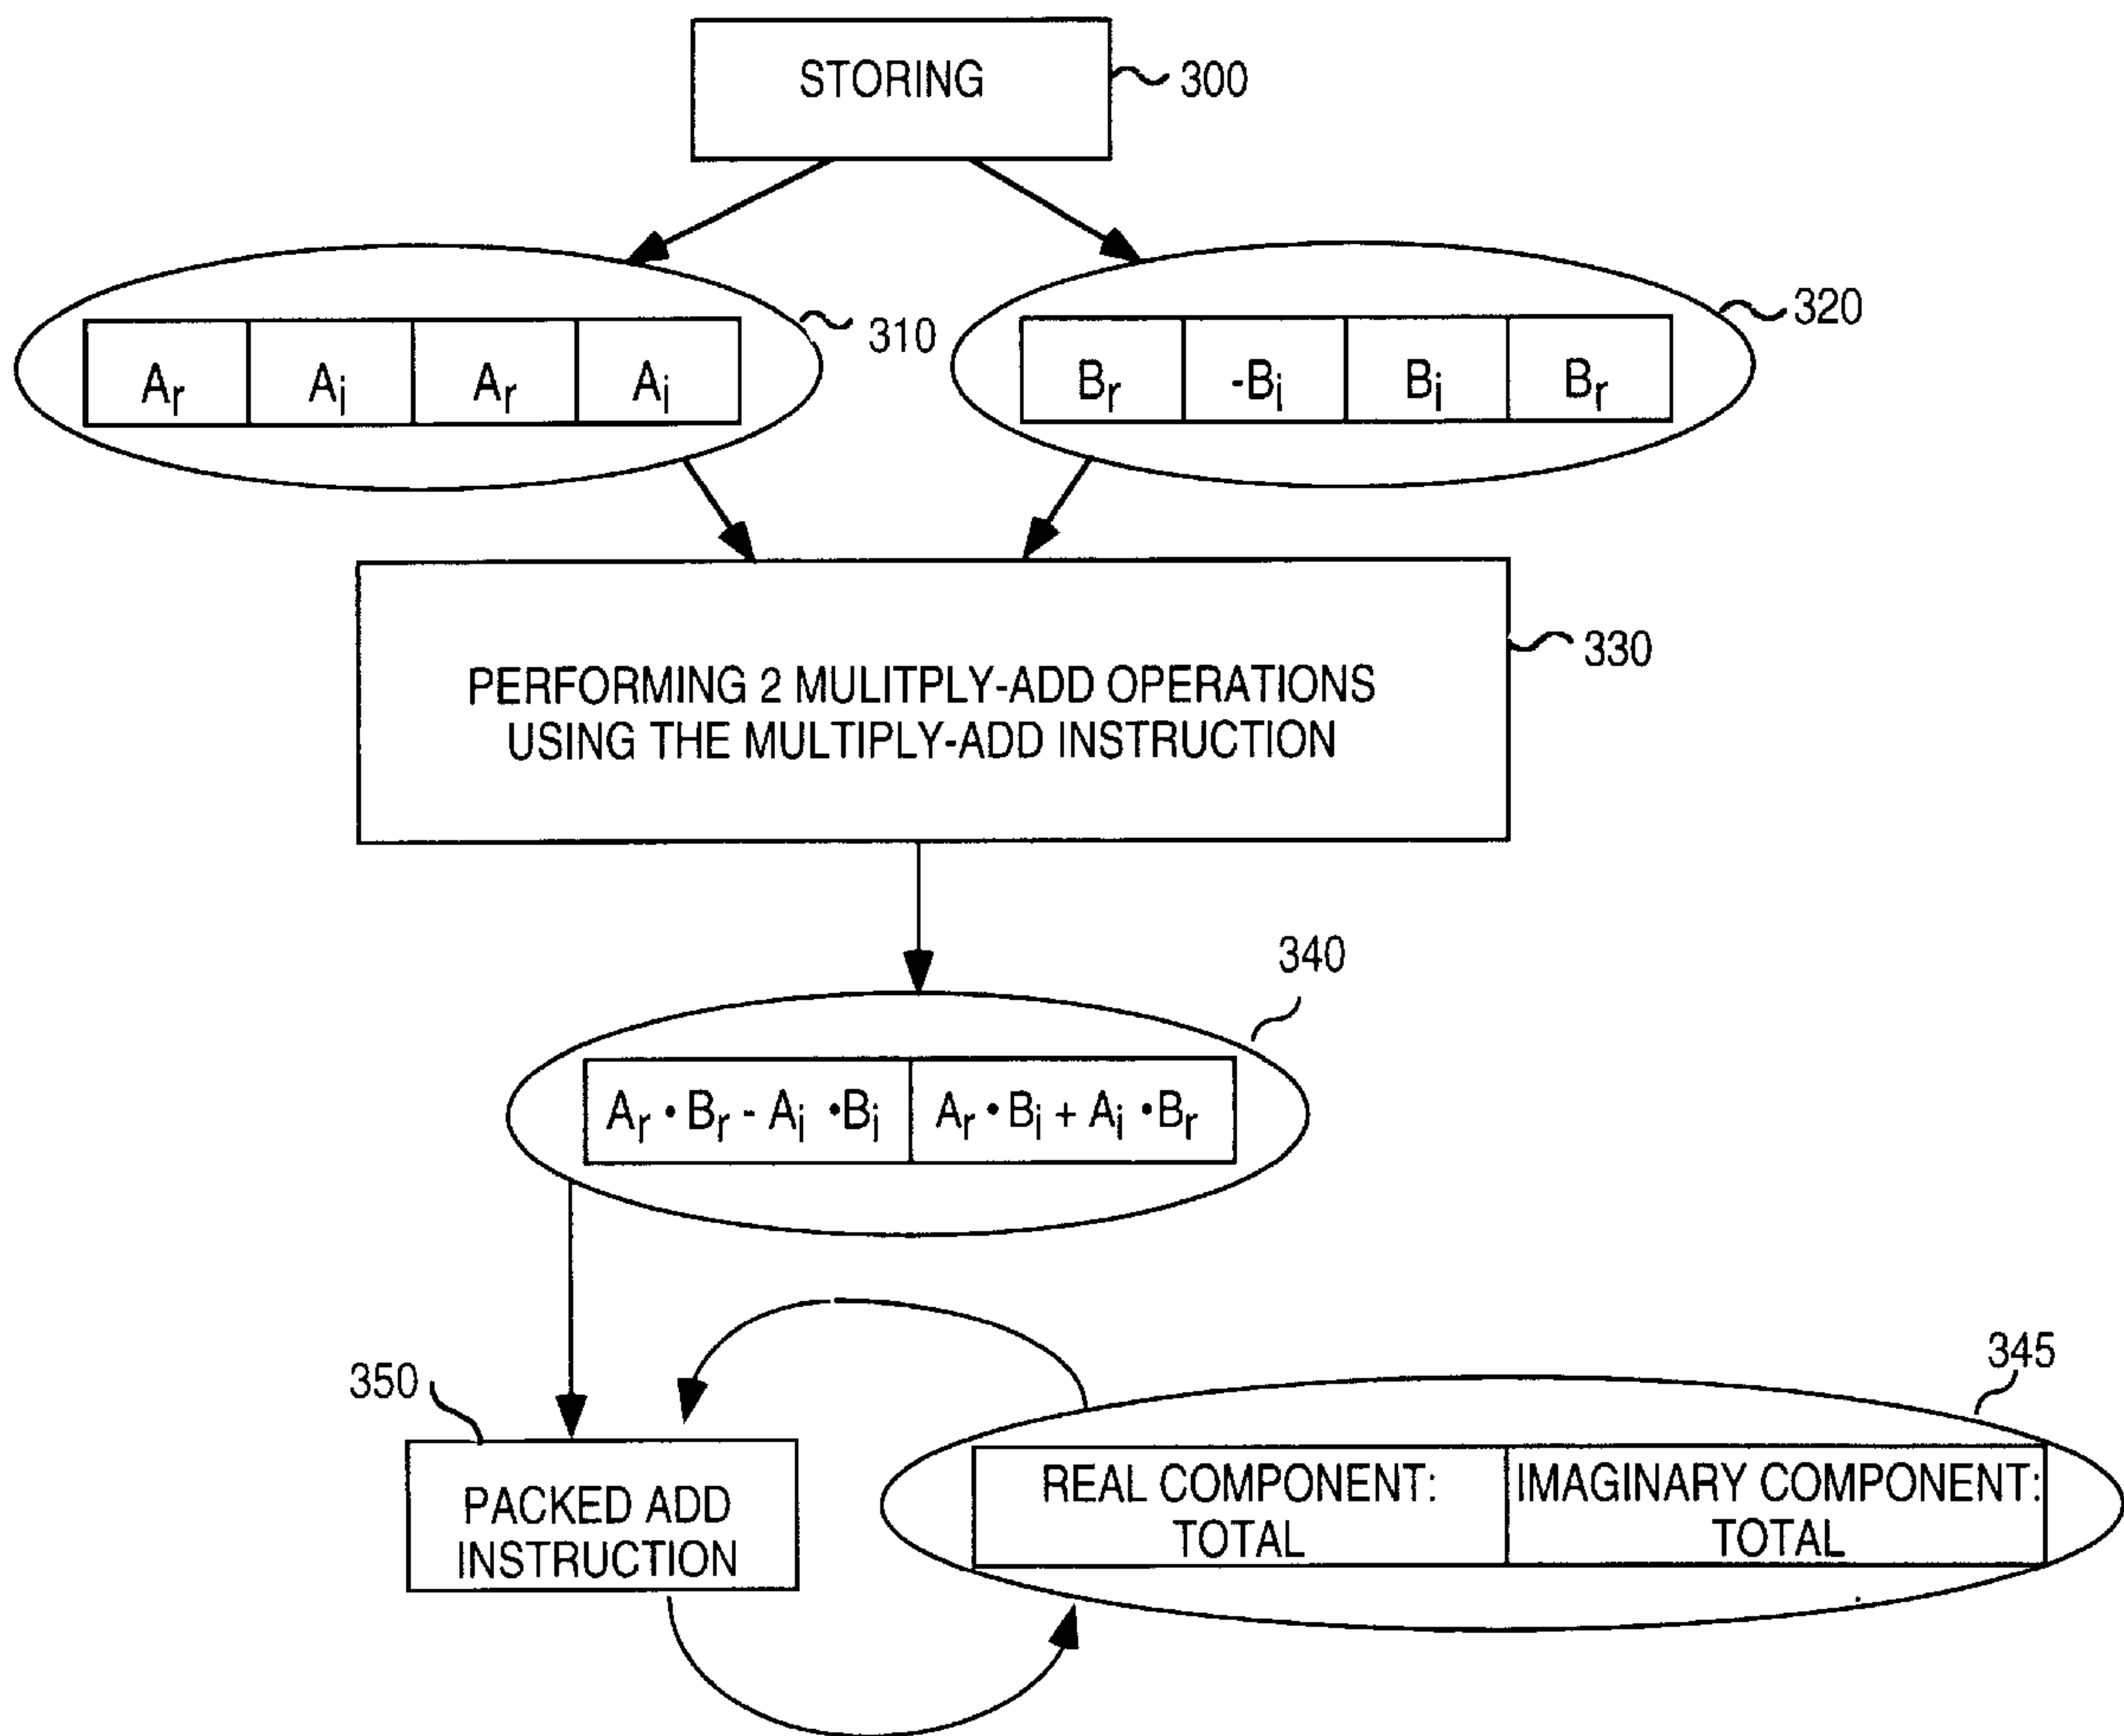 STORING
300
310
320
Ar Ai Ar Ai
Br -Bi Bi Br
330
PERFORMING 2 MULITPLY-ADD OPERATIONS
USING THE MULTIPLY-ADD INSTRUCTION
340
Ar • Br - Ai •Bi Ar • Bi + Ai •Br
345
350
REAL COMPONENT:
TOTAL
IMAGINARY COMPONENT:
TOTAL
PACKED ADD
INSTRUCTION